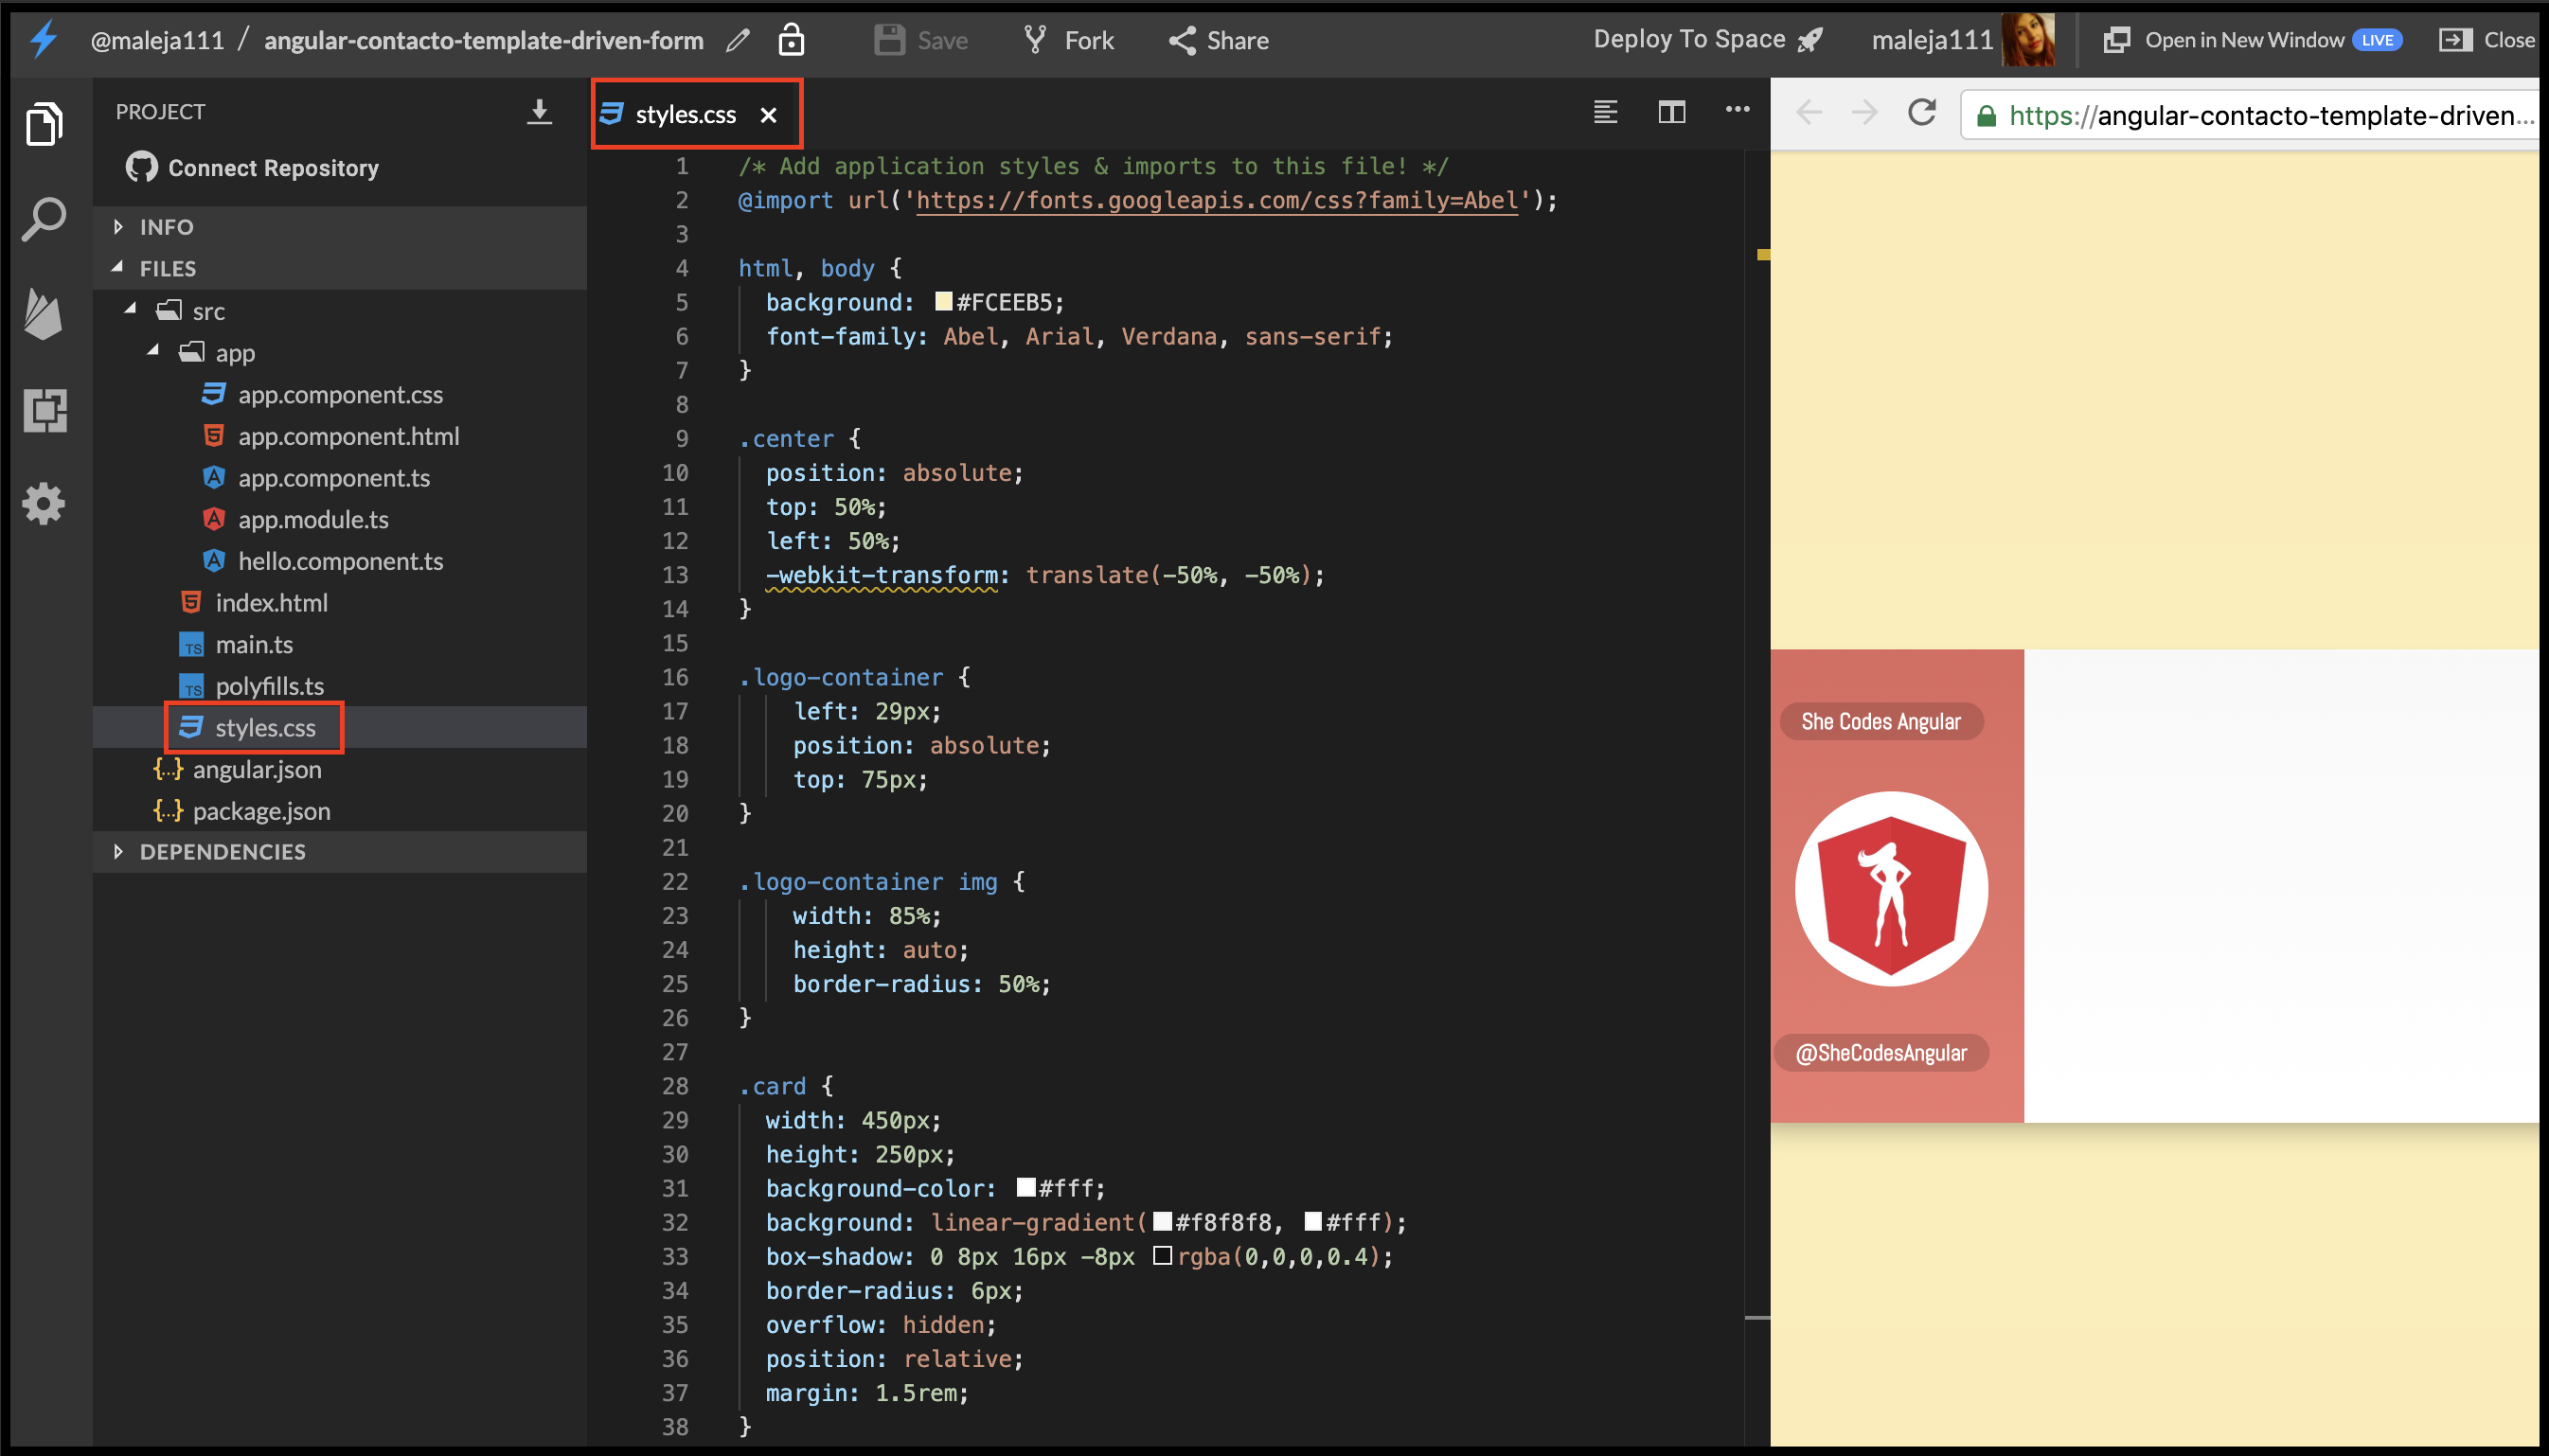 @maleja111 / angular-contacto-template-driven-form Save Fork Share Deploy To Space maleja111 Open in New Window LIVE Close
PROJECT
Connect Repository
INFO
FILES
src
app
app.component.css
app.component.html
app.component.ts
app.module.ts
hello.component.ts
index.html
main.ts
polyfills.ts
styles.css
angular.json
package.json
DEPENDENCIES
styles.css
1 /* Add application styles & imports to this file! */
2 @import url('https://fonts.googleapis.com/css?family=Abel');
3
4 html, body {
5 background: #FCEEB5;
6 font-family: Abel, Arial, Verdana, sans-serif;
7 }
8
9 .center {
10 position: absolute;
11 top: 50%;
12 left: 50%;
13 -webkit-transform: translate(-50%, -50%);
14 }
15
16 .logo-container {
17 left: 29px;
18 position: absolute;
19 top: 75px;
20 }
21
22 .logo-container img {
23 width: 85%;
24 height: auto;
25 border-radius: 50%;
26 }
27
28 .card {
29 width: 450px;
30 height: 250px;
31 background-color: #fff;
32 background: linear-gradient(#f8f8f8, #fff);
33 box-shadow: 0 8px 16px -8px rgba(0,0,0,0.4);
34 border-radius: 6px;
35 overflow: hidden;
36 position: relative;
37 margin: 1.5rem;
38 }
https://angular-contacto-template-driven...
She Codes Angular
@SheCodesAngular